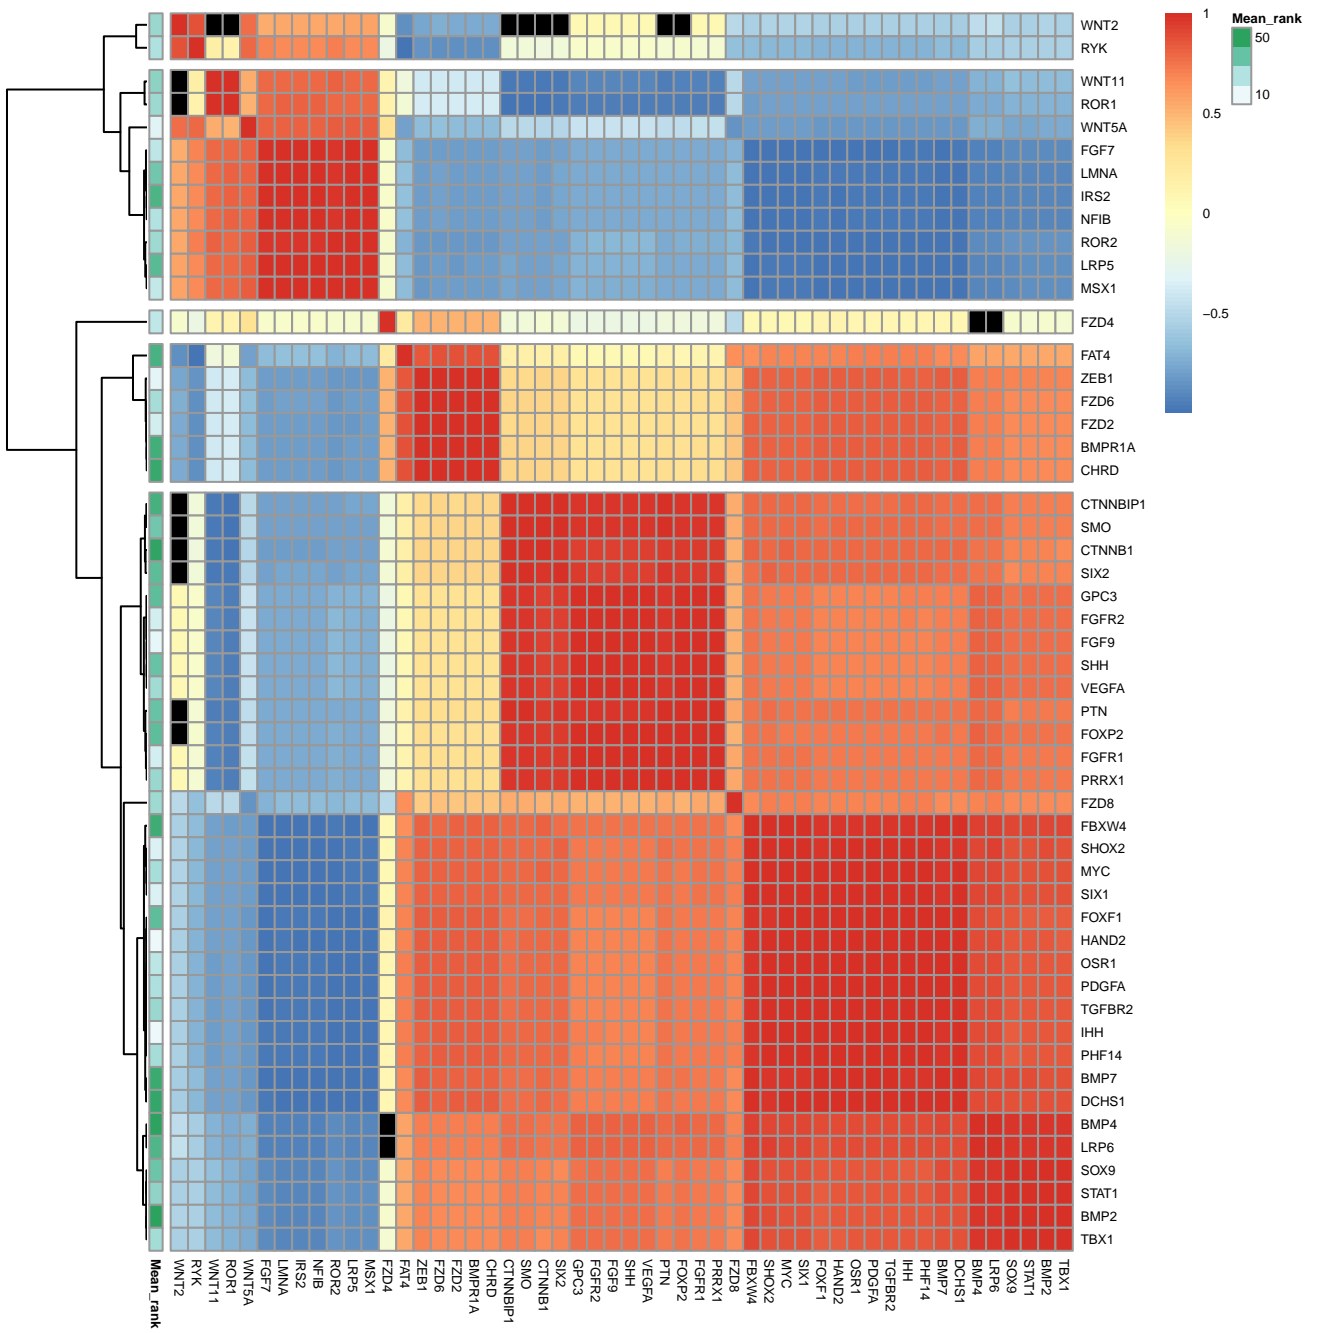 WNT2
RYK
WNT11
ROR1
WNT5A
FGF7
LMNA
IRS2
NFIB
ROR2
LRP5
MSX1
FZD4
FAT4
ZEB1
FZD6
FZD2
BMPR1A
CHRD
CTNNBIP1
SMO
CTNNB1
SIX2
GPC3
FGFR2
FGF9
SHH
VEGFA
PTN
FOXP2
FGFR1
PRRX1
FZD8
FBXW4
SHOX2
MYC
SIX1
FOXF1
HAND2
OSR1
PDGFA
TGFBR2
IHH
PHF14
BMP7
DCHS1
BMP4
LRP6
SOX9
STAT1
BMP2
TBX1
1
0.5
0
−0.5
Mean_rank
50
10
Mean_rank
WNT2
RYK
WNT11
ROR1
WNT5A
FGF7
LMNA
IRS2
NFIB
ROR2
LRP5
MSX1
FZD4
FAT4
ZEB1
FZD6
FZD2
BMPR1A
CHRD
CTNNBIP1
SMO
CTNNB1
SIX2
GPC3
FGFR2
FGF9
SHH
VEGFA
PTN
FOXP2
FGFR1
PRRX1
FZD8
FBXW4
SHOX2
MYC
SIX1
FOXF1
HAND2
OSR1
PDGFA
TGFBR2
IHH
PHF14
BMP7
DCHS1
BMP4
LRP6
SOX9
STAT1
BMP2
TBX1